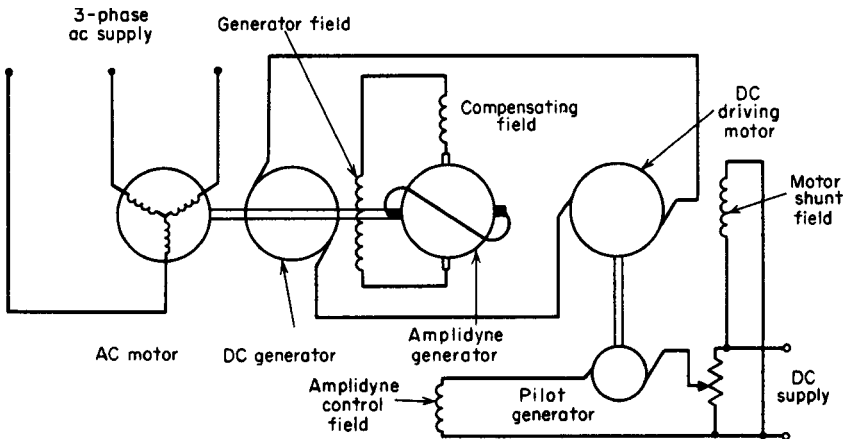 3-phase
ac supply
Generator field
Compensating
field
DC
driving
motor
Motor
shunt
field
AC motor
DC generator
Amplidyne
generator
Amplidyne
control
field
Pilot
generator
DC
supply